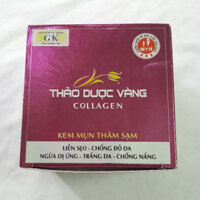 GK
THẢO DƯỢC VÀNG
COLLAGEN
KEM MỤN THÂM SẠM
LIỀN SẸO - CHỐNG ĐỎ DA
NGỪA DỊ ỨNG - TRẮNG DA - CHỐNG NẮNG